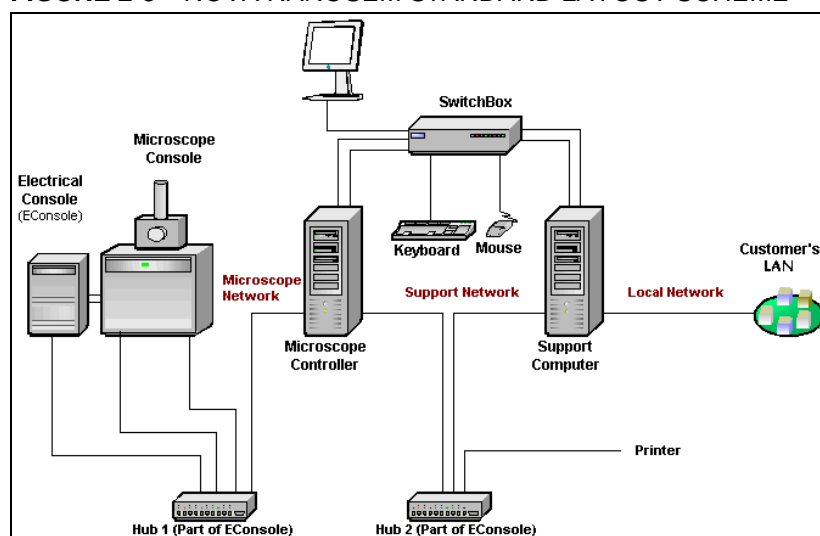 SwitchBox
Microscope
Console
Electrical
Console
(EConsole)
Keyboard
Mouse
Customer's
LAN
Microscope
Network
Support Network
Local Network
Microscope
Controller
Support
Computer
Printer
Hub 1 (Part of EConsole)
Hub 2 (Part of EConsole)